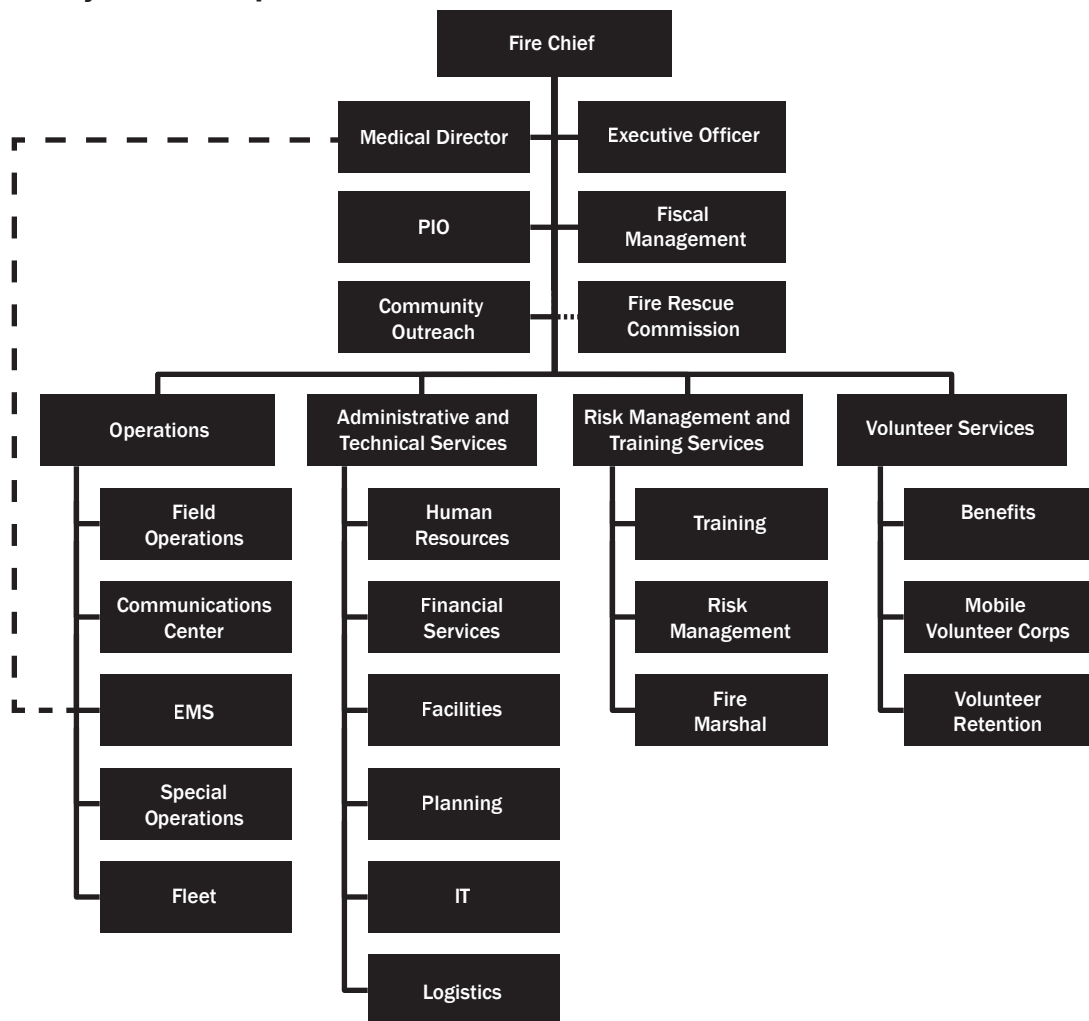 Fire Chief
Medical Director
Executive Officer
PIO
Fiscal
Management
Community
Outreach
Fire Rescue
Commission
Operations
Administrative and
Technical Services
Risk Management and
Training Services
Volunteer Services
Field
Operations
Communications
Center
EMS
Special
Operations
Fleet
Human
Resources
Financial
Services
Facilities
Planning
IT
Logistics
Training
Risk
Management
Fire
Marshal
Benefits
Mobile
Volunteer Corps
Volunteer
Retention